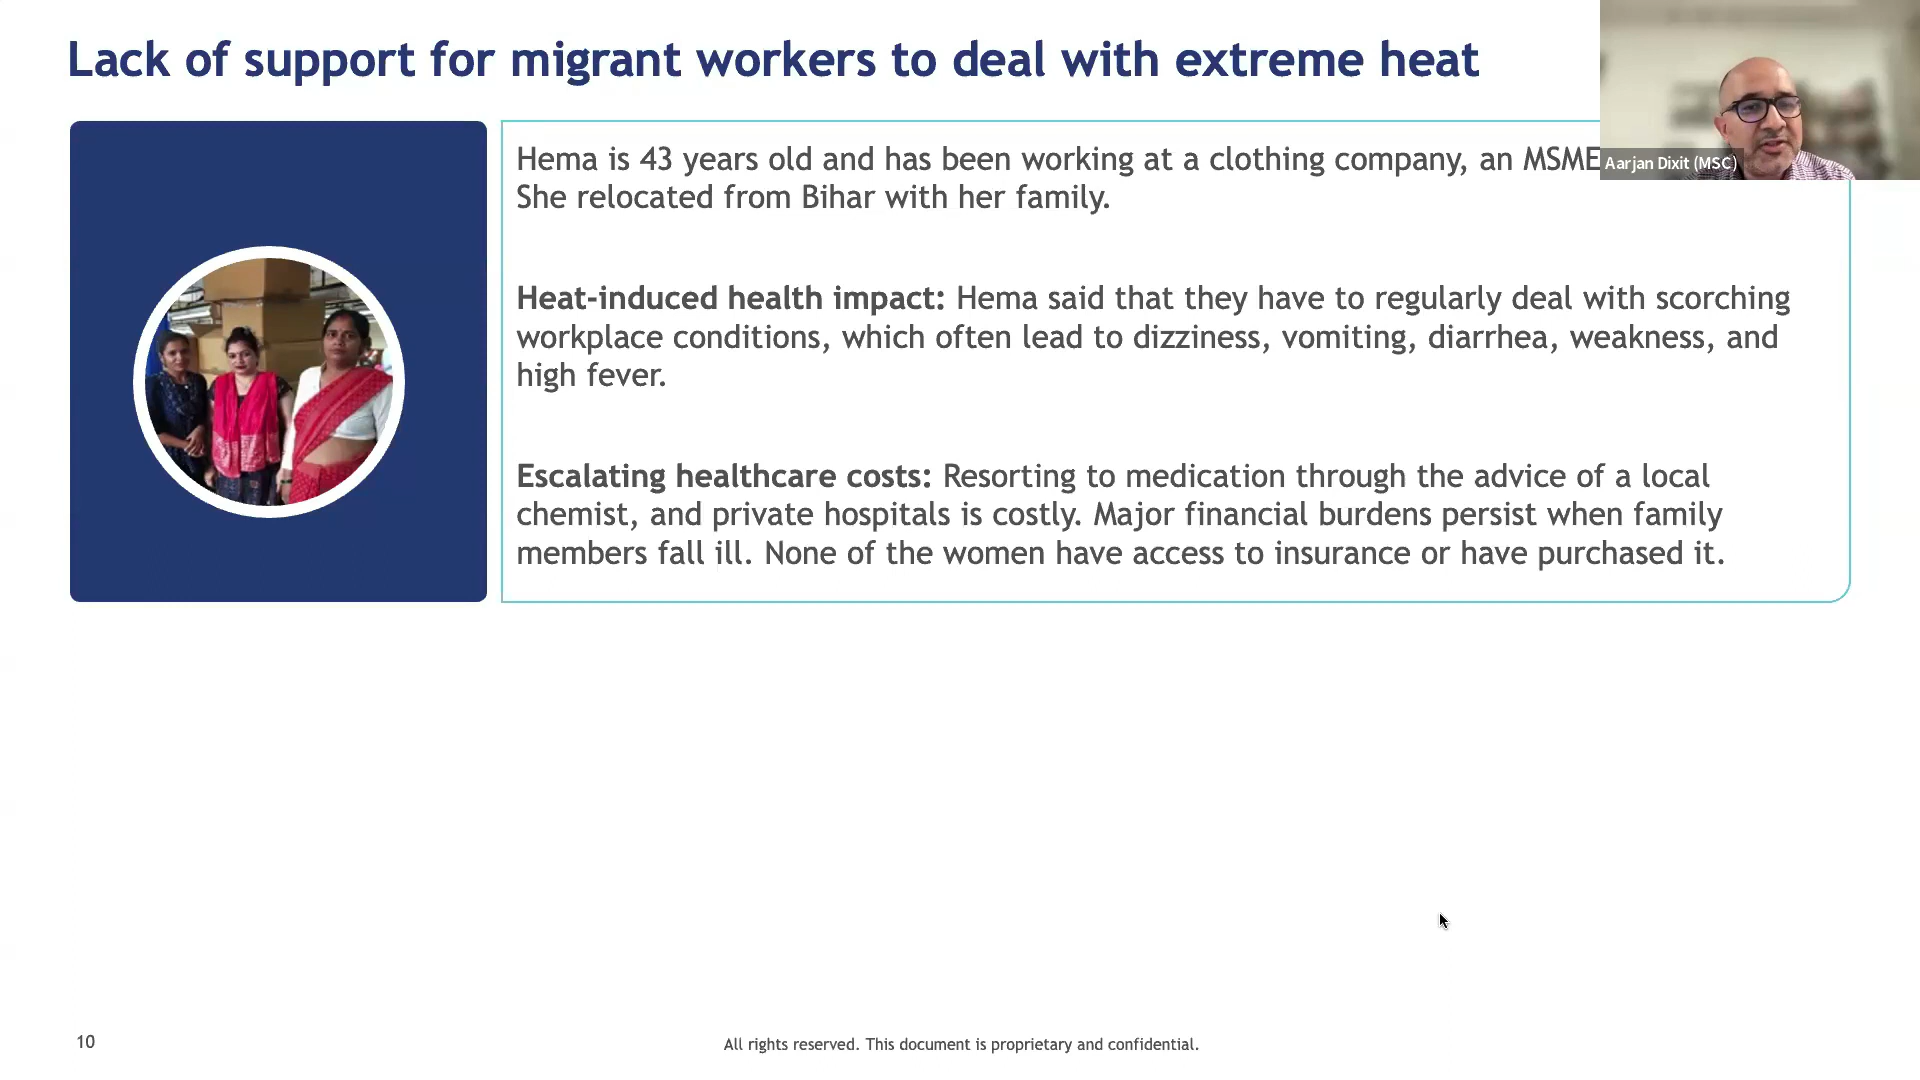 Lack of support for migrant workers to deal with extreme heat
Aarjan Dixit (MSC)
Hema is 43 years old and has been working at a clothing company, an MSME
She relocated from Bihar with her family.
Heat-induced health impact: Hema said that they have to regularly deal with scorching
workplace conditions, which often lead to dizziness, vomiting, diarrhea, weakness, and
high fever.
Escalating healthcare costs: Resorting to medication through the advice of a local
chemist, and private hospitals is costly. Major financial burdens persist when family
members fall ill. None of the women have access to insurance or have purchased it.
10
All rights reserved. This document is proprietary and confidential.